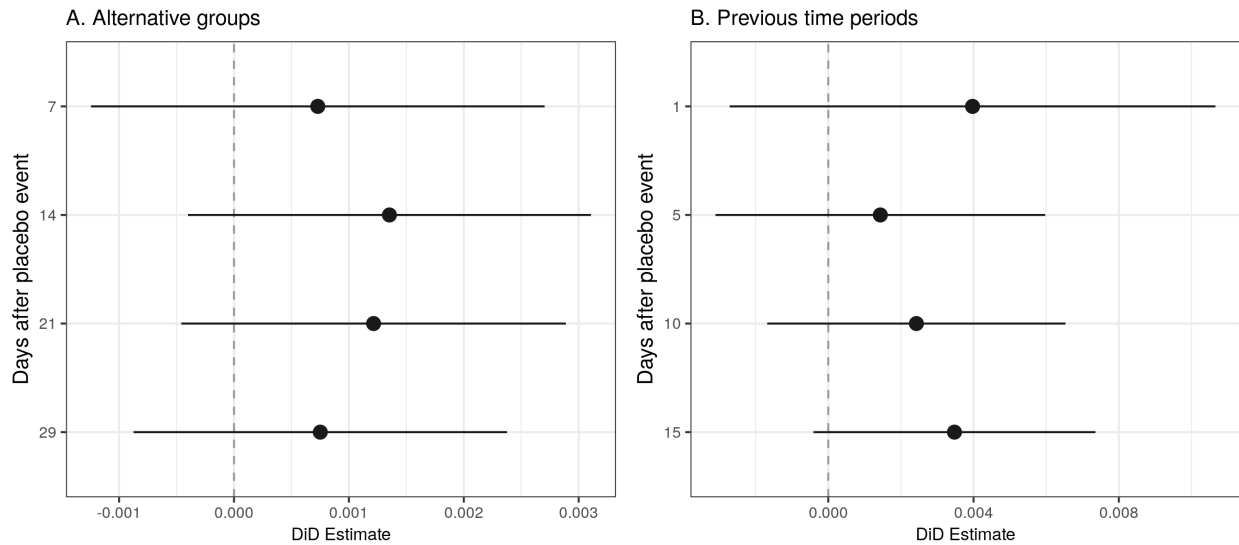 A. Alternative groups
Days after placebo event
7
14
21
29
-0.001 0.000 0.001 0.002 0.003
DiD Estimate
B. Previous time periods
Days after placebo event
1
5
10
15
0.000 0.004 0.008
DiD Estimate